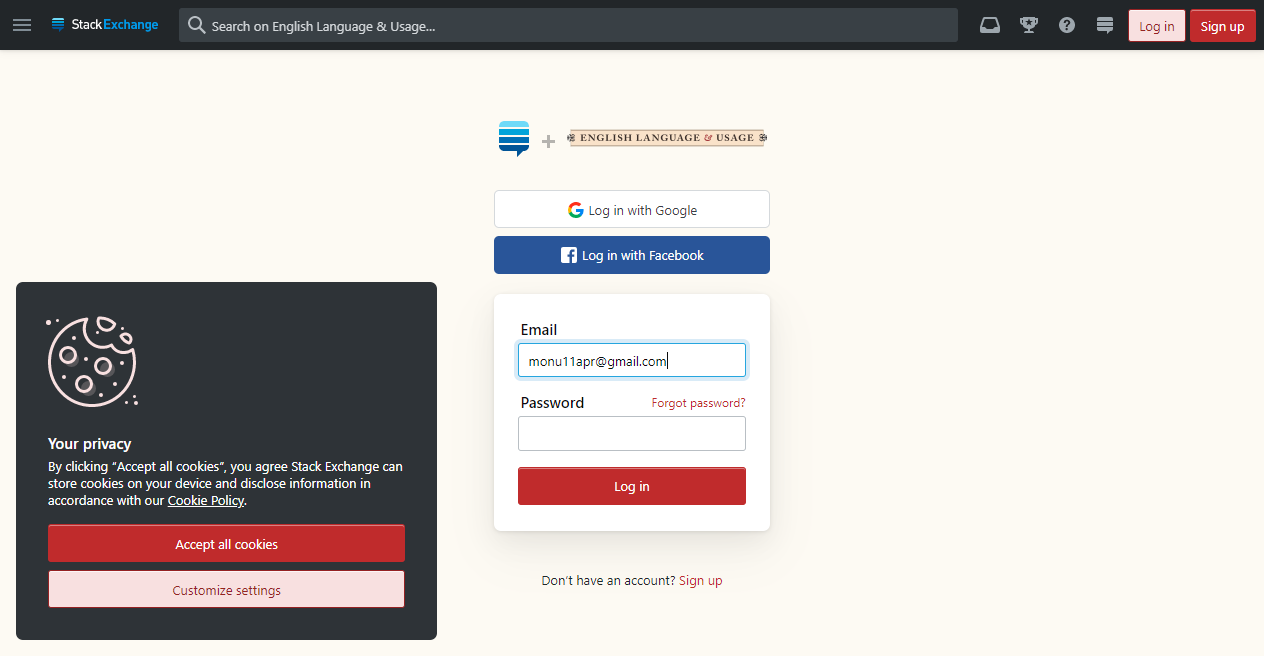 StackExchange
Search on English Language & Usage...
Log in
Sign up
ENGLISH LANGUAGE & USAGE
Log in with Google
Log in with Facebook
Email
monu11apr@gmail.com
Password
Forgot password?
Log in
Don't have an account? Sign up
Your privacy
By clicking “Accept all cookies”, you agree Stack Exchange can
store cookies on your device and disclose information in
accordance with our Cookie Policy.
Accept all cookies
Customize settings